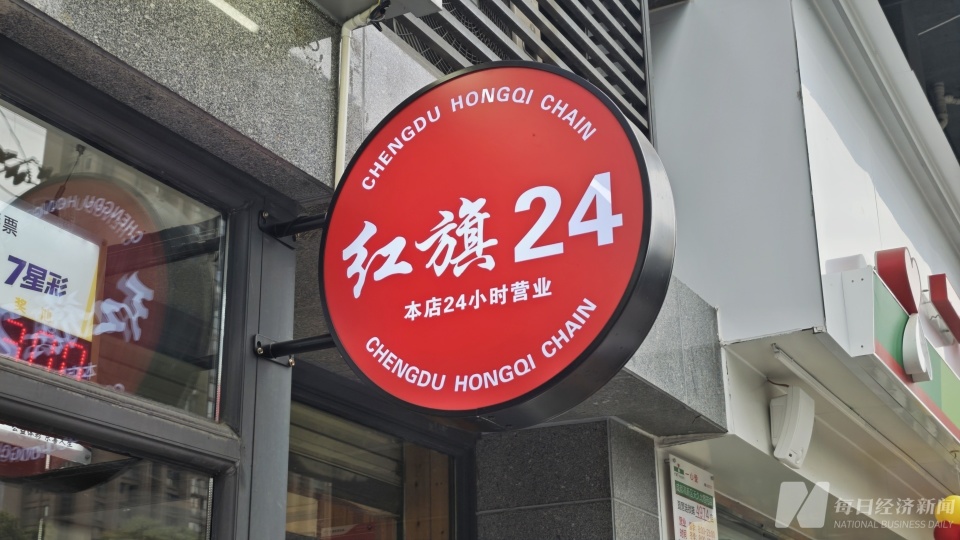 CHENGDU HONGQI CHAIN
红旗24
本店24小时营业
CHENGDU HONGQI CHAIN
票
7星彩
奖
每日经济新闻
NATIONAL BUSINESS DAILY